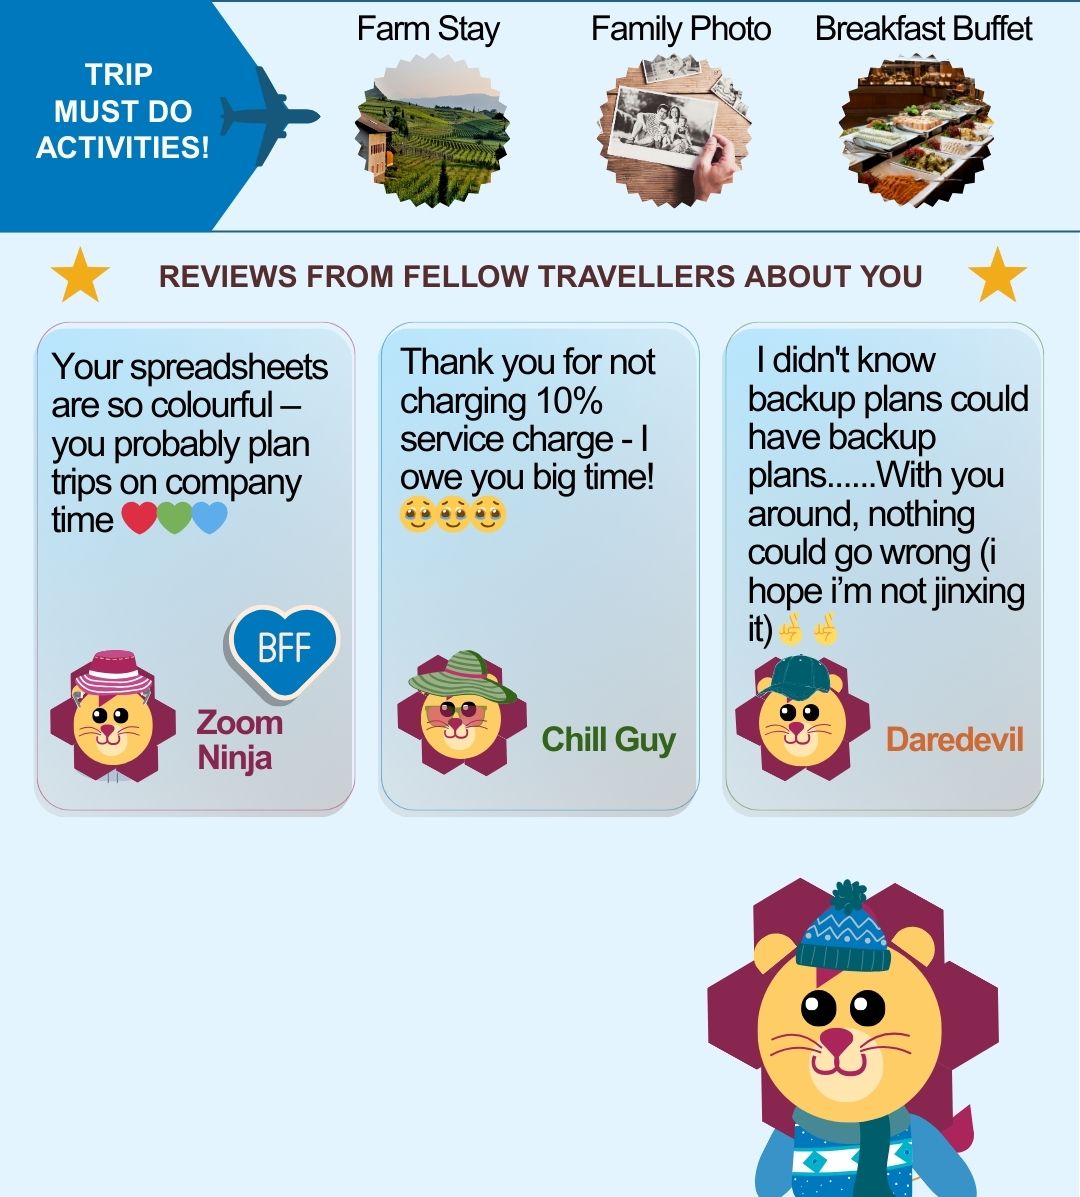 Farm Stay
Family Photo
Breakfast Buffet
TRIP
MUST DO
ACTIVITIES!
REVIEWS FROM FELLOW TRAVELLERS ABOUT YOU
Your spreadsheets
are so colourful –
you probably plan
trips on company
time ❤️💚💙
BFF
Zoom
Ninja
Thank you for not
charging 10%
service charge - I
owe you big time!
🥹🥹🥹
Chill Guy
I didn't know
backup plans could
have backup
plans......With you
around, nothing
could go wrong (i
hope i’m not jinxing
it)🤞🤞
Daredevil